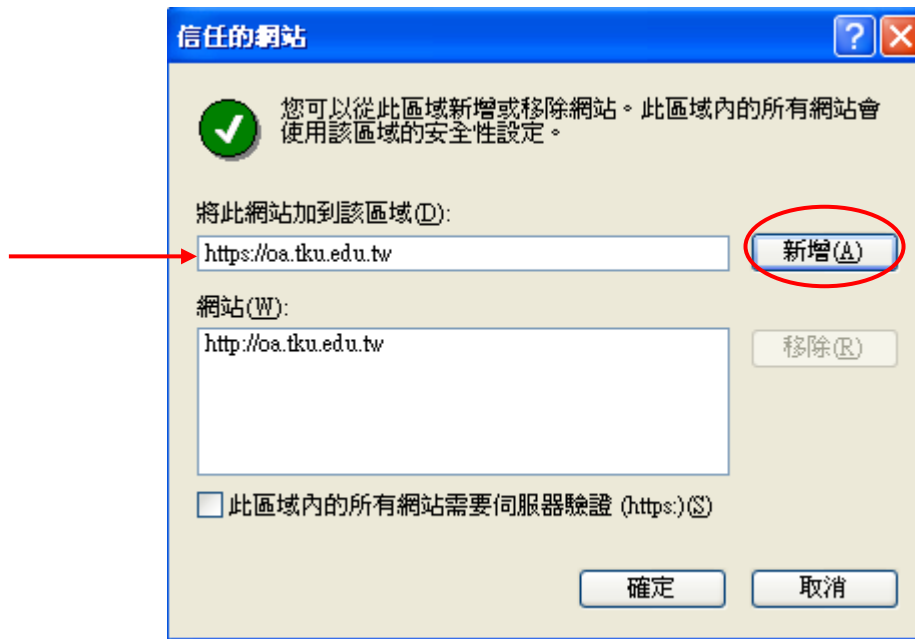 信任的網站
您可以從此區域新增或移除網站。此區域內的所有網站會
使用該區域的安全性設定。
將此網站加到該區域(D):
https://oa.tku.edu.tw
新增(A)
網站(W):
http://oa.tku.edu.tw
移除(R)
此區域內的所有網站需要伺服器驗證 (https:)(S)
確定
取消